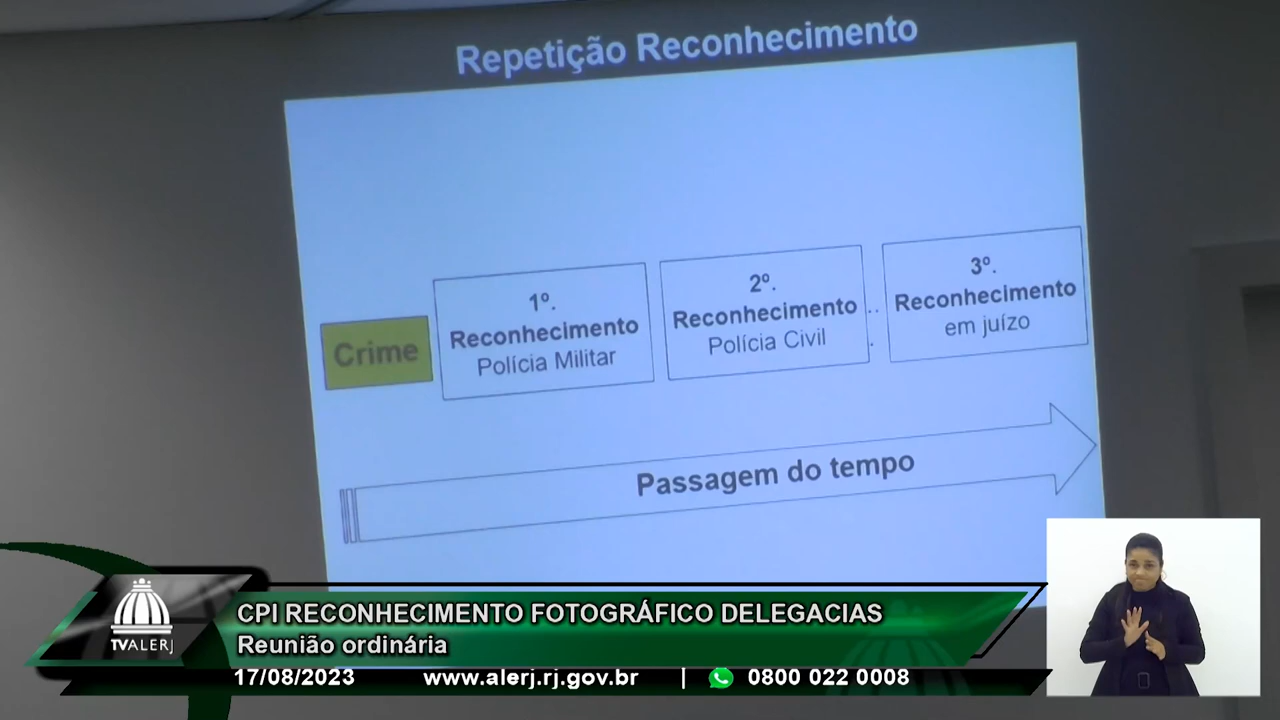 Repetição Reconhecimento
Crime
1º.
Reconhecimento
Polícia Militar
2º.
Reconhecimento
Polícia Civil
..
.
3º.
Reconhecimento
em juízo
Passagem do tempo
TVALERJ
CPI RECONHECIMENTO FOTOGRÁFICO DELEGACIAS
Reunião ordinária
17/08/2023 www.alerj.rj.gov.br | 0800 022 0008